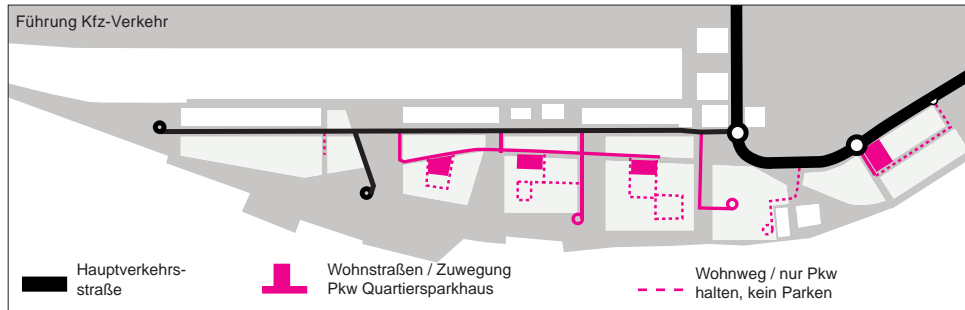 Führung Kfz-Verkehr
Hauptverkehrs-
straße
Wohnstraßen / Zuwegung
Pkw Quartiersparkhaus
Wohnweg / nur Pkw
halten, kein Parken